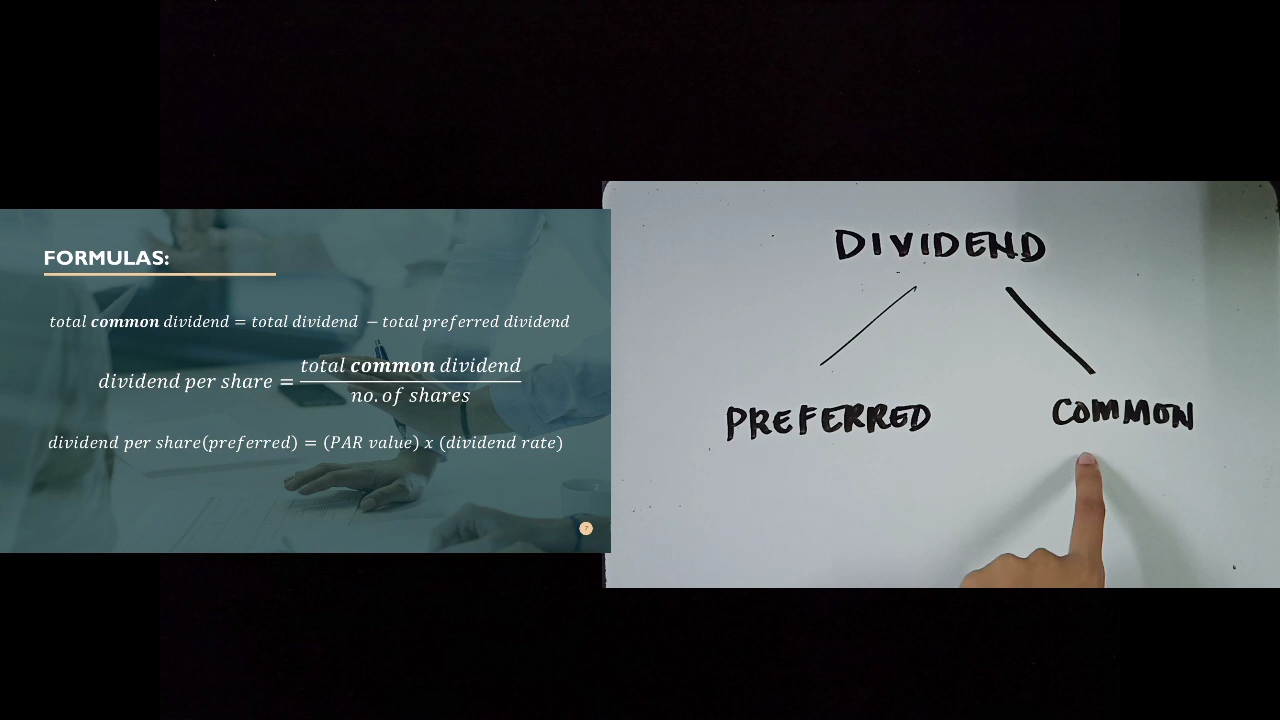 FORMULAS:
total common dividend = total dividend − total preferred dividend
dividend per share = total common dividend / no. of shares
dividend per share(preferred) = (PAR value) x (dividend rate)
7
DIVIDEND
PREFERRED COMMON